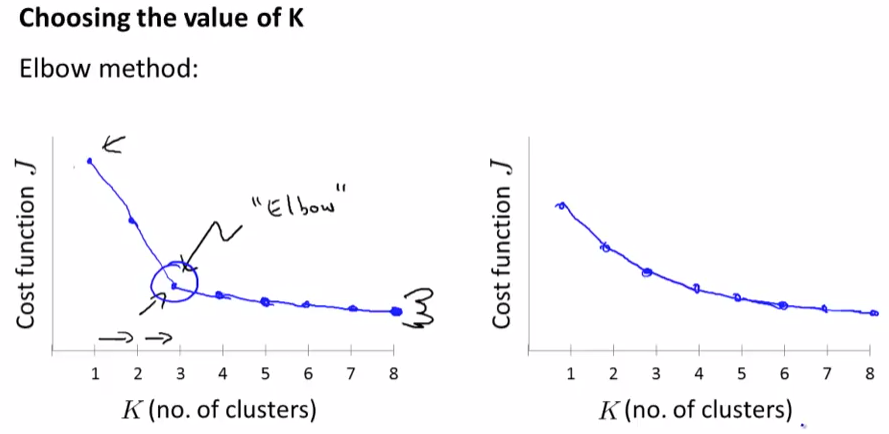 Choosing the value of K
Elbow method:
"Elbow"
Cost function J
1 2 3 4 5 6 7 8
K (no. of clusters)
Cost function J
1 2 3 4 5 6 7 8
K (no. of clusters)